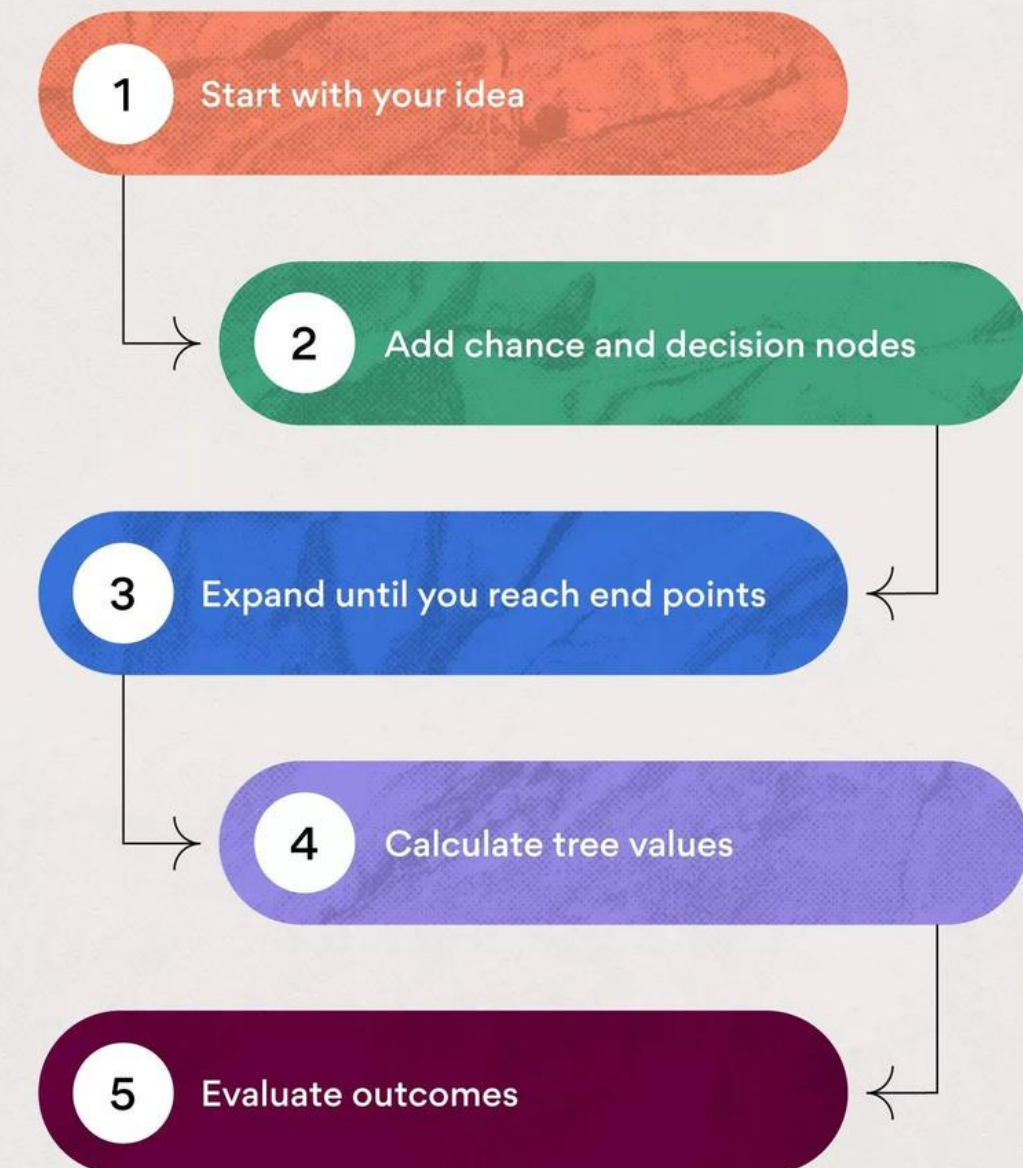 1 Start with your idea
2 Add chance and decision nodes
3 Expand until you reach end points
4 Calculate tree values
5 Evaluate outcomes